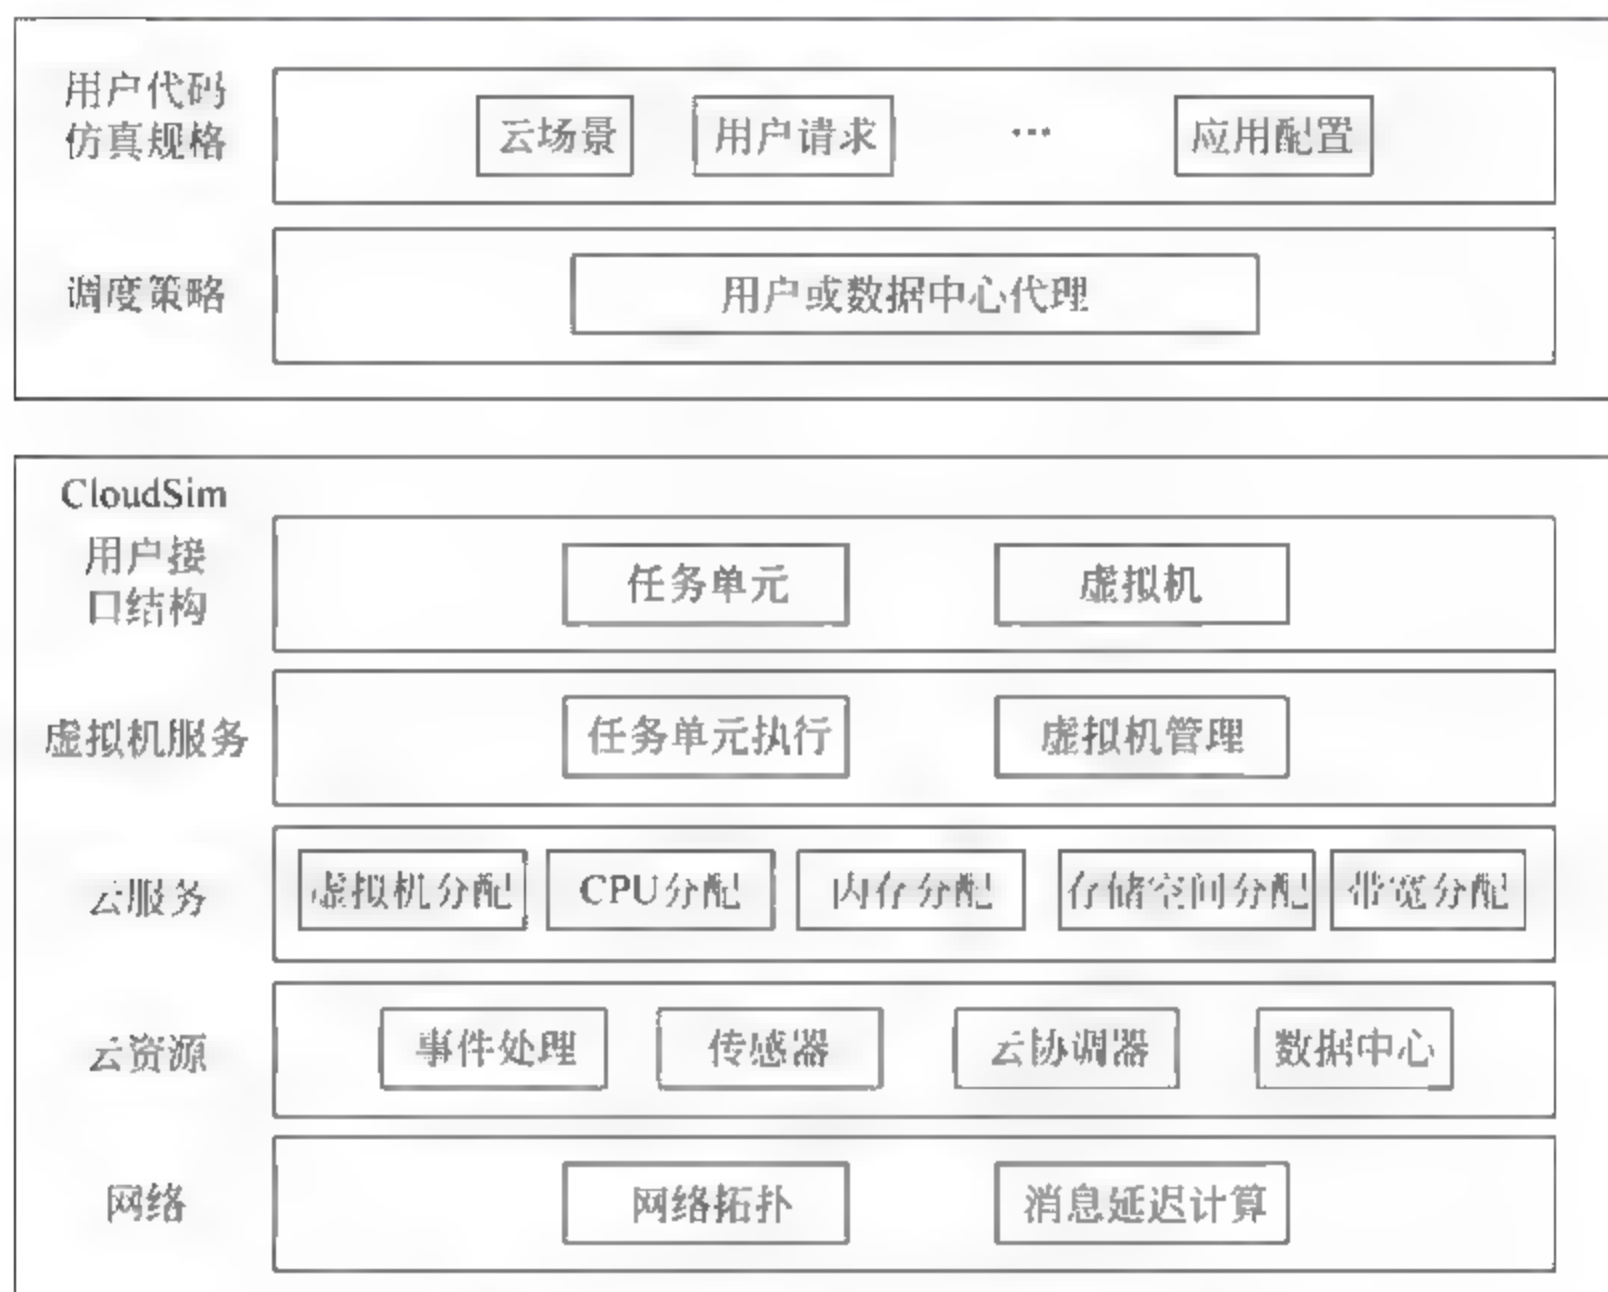 用户代码
仿真规格
云场景
用户请求
…
应用配置
调度策略
用户或数据中心代理
CloudSim
用户接
口结构
任务单元
虚拟机
虚拟机服务
任务单元执行
虚拟机管理
云服务
虚拟机分配
CPU分配
内存分配
存储空间分配
带宽分配
云资源
事件处理
传感器
云协调器
数据中心
网络
网络拓扑
消息延迟计算